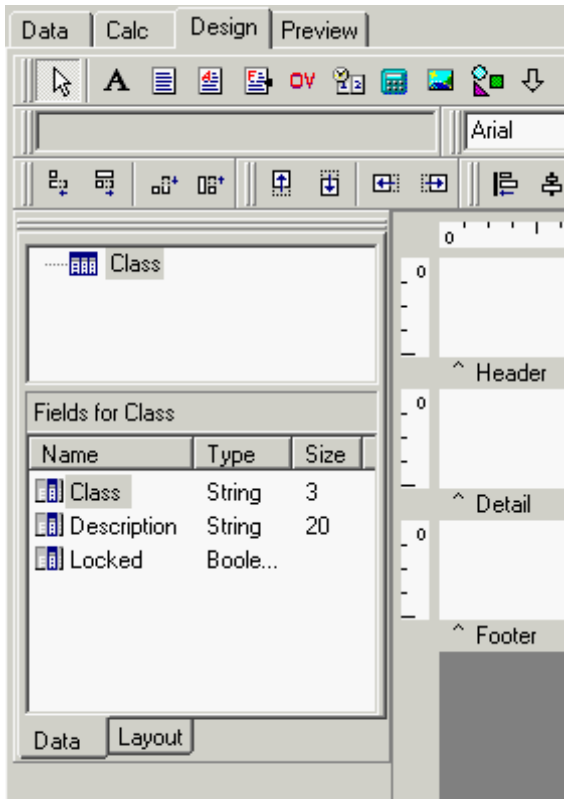 Data Calc Design Preview
Arial
0
Class
0
^ Header
Fields for Class
0
Name Type Size
Class String 3
^ Detail
Description String 20
0
Locked Boole...
^ Footer
Data Layout